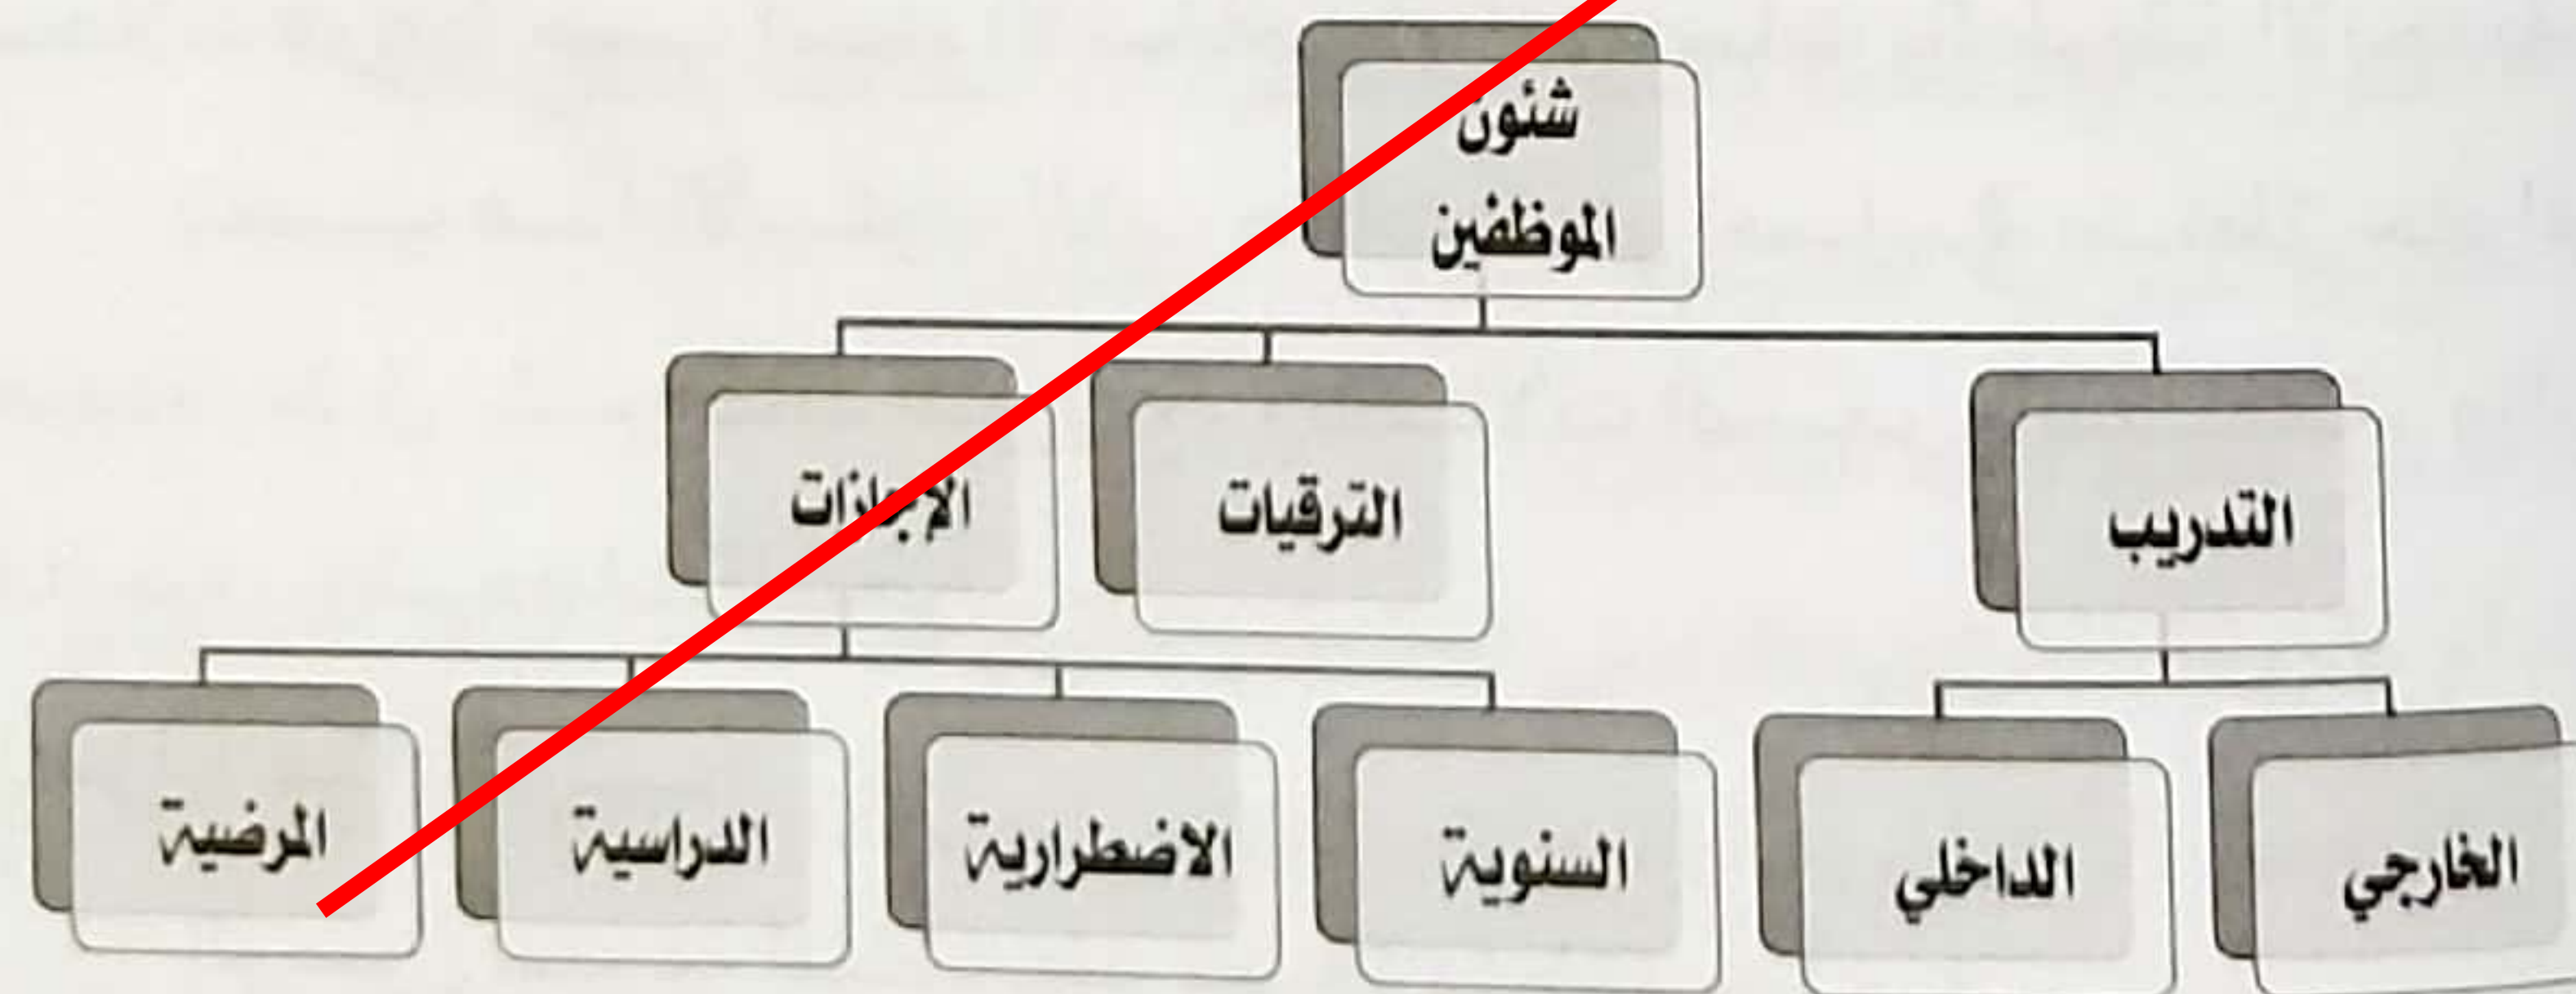 شئون
الموظفين
التدريب
الترقيات
الإجازات
الخارجي
الداخلي
السنوية
الاضطرارية
الدراسية
المرضية